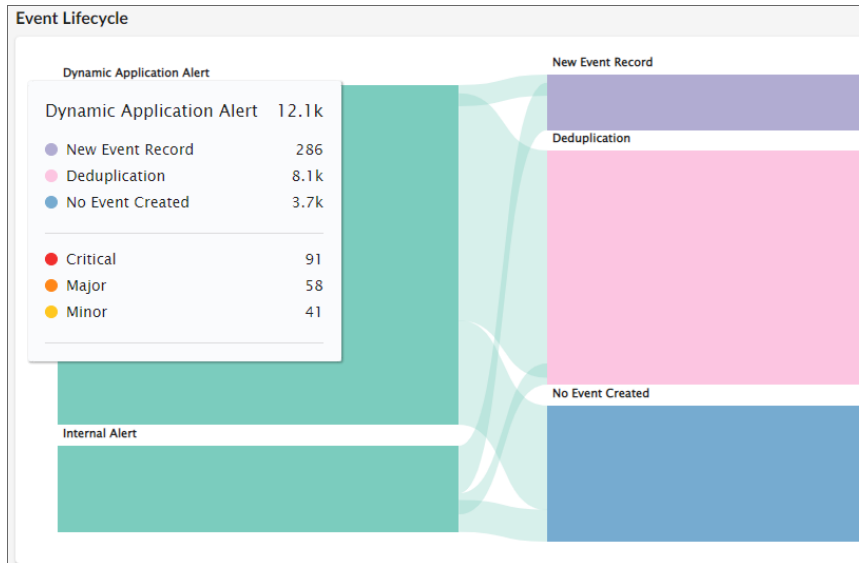 Event Lifecycle
Dynamic Application Alert
Dynamic Application Alert 12.1k
New Event Record 286
Deduplication 8.1k
No Event Created 3.7k
Critical 91
Major 58
Minor 41
Internal Alert
New Event Record
Deduplication
No Event Created